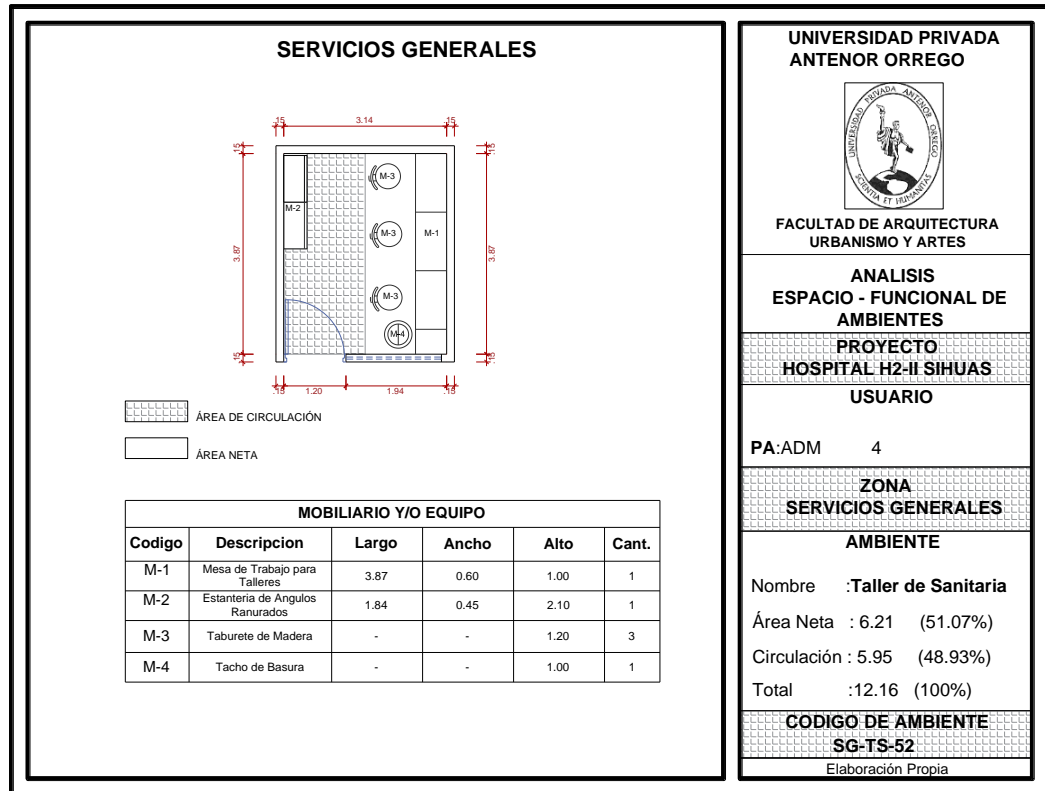 SERVICIOS GENERALES
.15 3.14 .15
.15 .15
M-3
M-2
M-3 M-1
3.87 3.87
M-3
M-4
.15 .15
.15 1.20 1.94 .15
ÁREA DE CIRCULACIÓN
ÁREA NETA
MOBILIARIO Y/O EQUIPO
Codigo Descripcion Largo Ancho Alto Cant.
M-1 Mesa de Trabajo para Talleres 3.87 0.60 1.00 1
M-2 Estanteria de Angulos Ranurados 1.84 0.45 2.10 1
M-3 Taburete de Madera - - 1.20 3
M-4 Tacho de Basura - - 1.00 1
UNIVERSIDAD PRIVADA
ANTENOR ORREGO
UNIVERSIDAD PRIVADA ANTENOR ORREGO
SCIENTIA ET HUMANITAS
FACULTAD DE ARQUITECTURA
URBANISMO Y ARTES
ANALISIS
ESPACIO - FUNCIONAL DE
AMBIENTES
PROYECTO
HOSPITAL H2-II SIHUAS
USUARIO
PA:ADM 4
ZONA
SERVICIOS GENERALES
AMBIENTE
Nombre :Taller de Sanitaria
Área Neta : 6.21 (51.07%)
Circulación : 5.95 (48.93%)
Total :12.16 (100%)
CODIGO DE AMBIENTE
SG-TS-52
Elaboración Propia